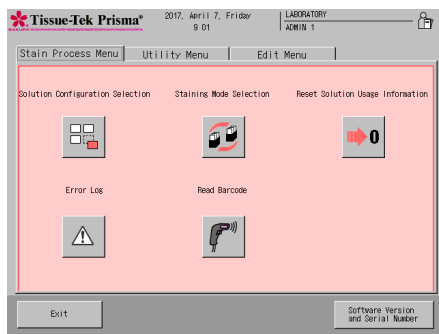 Tissue-Tek Prisma® 2017, April 7, Friday LABORATORY
9 01 ADMIN 1
Stain Process Menu Utility Menu Edit Menu
Solution Configuration Selection Staining Mode Selection Reset Solution Usage Information
0
Error Log Read Barcode
Exit Software Version
and Serial Number